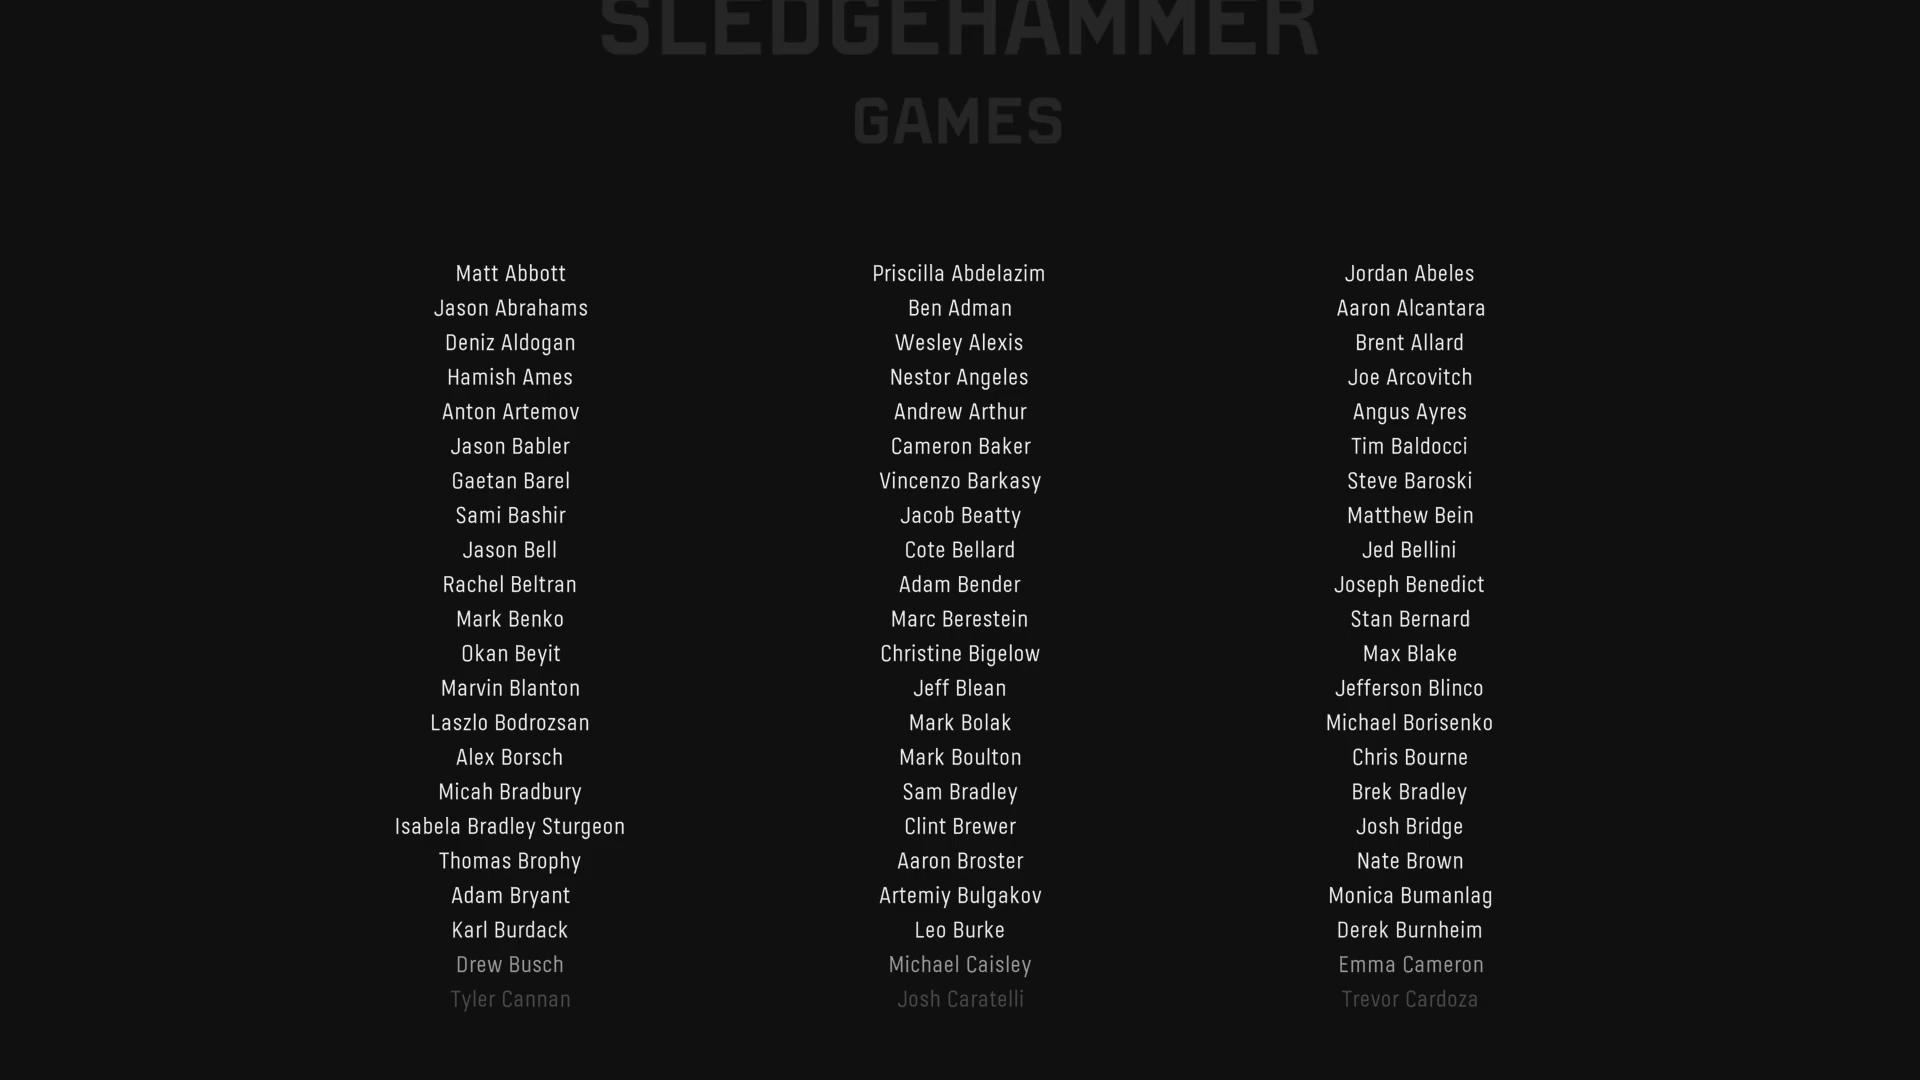 SLEDGEHAMMER
GAMES
Matt Abbott Priscilla Abdelazim Jordan Abeles
Jason Abrahams Ben Adman Aaron Alcantara
Deniz Aldogan Wesley Alexis Brent Allard
Hamish Ames Nestor Angeles Joe Arcovitch
Anton Artemov Andrew Arthur Angus Ayres
Jason Babler Cameron Baker Tim Baldocci
Gaetan Barel Vincenzo Barkasy Steve Baroski
Sami Bashir Jacob Beatty Matthew Bein
Jason Bell Cote Bellard Jed Bellini
Rachel Beltran Adam Bender Joseph Benedict
Mark Benko Marc Berestein Stan Bernard
Okan Beyit Christine Bigelow Max Blake
Marvin Blanton Jeff Blean Jefferson Blinco
Laszlo Bodrozsan Mark Bolak Michael Borisenko
Alex Borsch Mark Boulton Chris Bourne
Micah Bradbury Sam Bradley Brek Bradley
Isabela Bradley Sturgeon Clint Brewer Josh Bridge
Thomas Brophy Aaron Broster Nate Brown
Adam Bryant Artemiy Bulgakov Monica Bumanlag
Karl Burdack Leo Burke Derek Burnheim
Drew Busch Michael Caisley Emma Cameron
Tyler Cannan Josh Caratelli Trevor Cardoza